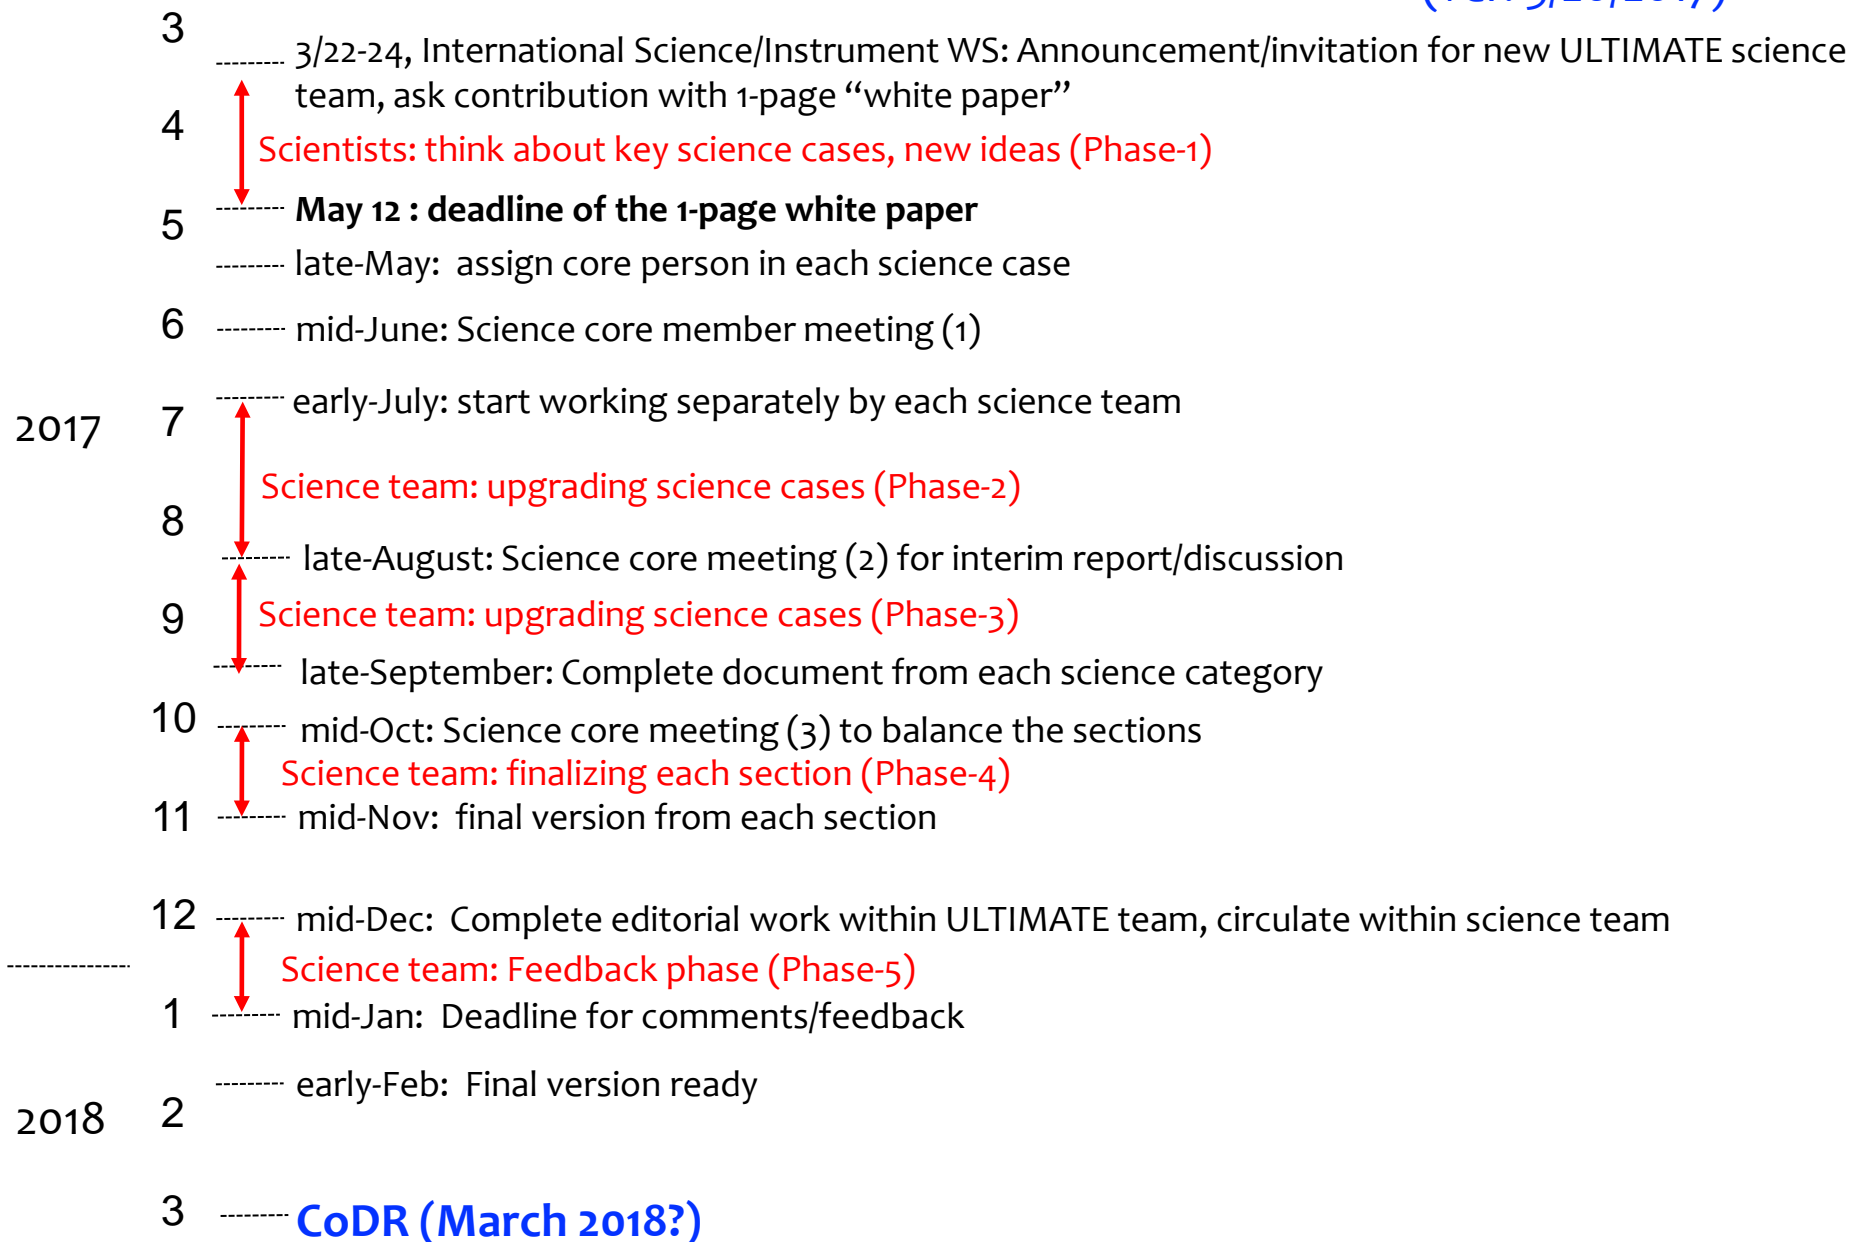 3
3/22-24, International Science/Instrument WS: Announcement/invitation for new ULTIMATE science
team, ask contribution with 1-page “white paper”
4
Scientists: think about key science cases, new ideas (Phase-1)
May 12 : deadline of the 1-page white paper
5
late-May: assign core person in each science case
6
mid-June: Science core member meeting (1)
early-July: start working separately by each science team
2017
7
Science team: upgrading science cases (Phase-2)
8
late-August: Science core meeting (2) for interim report/discussion
9
Science team: upgrading science cases (Phase-3)
late-September: Complete document from each science category
10
mid-Oct: Science core meeting (3) to balance the sections
Science team: finalizing each section (Phase-4)
11
mid-Nov: final version from each section
12
mid-Dec: Complete editorial work within ULTIMATE team, circulate within science team
Science team: Feedback phase (Phase-5)
1
mid-Jan: Deadline for comments/feedback
early-Feb: Final version ready
2018
2
3
CoDR (March 2018?)